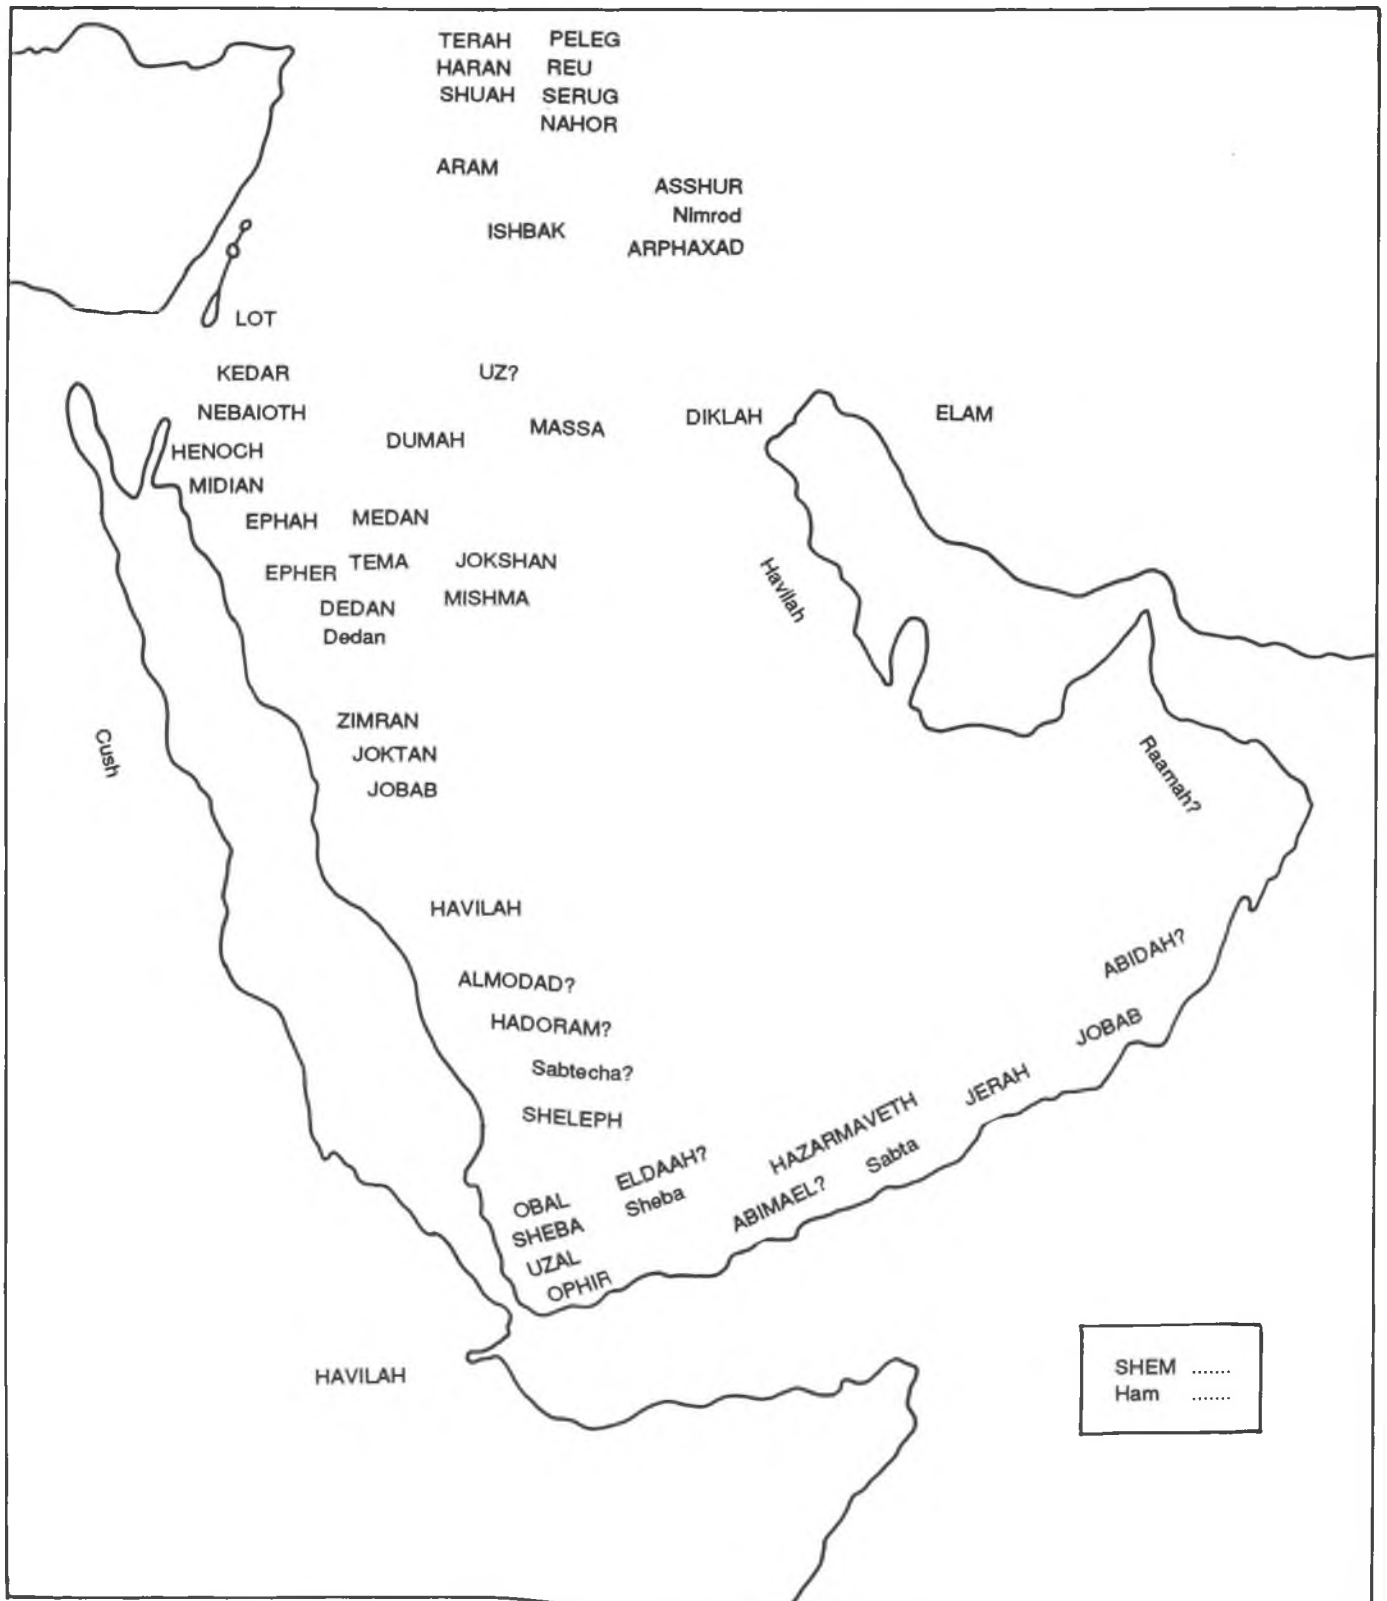 TERAH PELEG
HARAN REU
SHUAH SERUG
NAHOR
ARAM
ASSHUR
Nimrod
ISHBAK
ARPHAXAD
LOT
KEDAR
UZ?
NEBAIOTH
DIKLAH
ELAM
DUMAH
MASSA
HENOCH
MIDIAN
EPHAH
MEDAN
TEMA
JOKSHAN
EPHER
Havilah
DEDAN
MISHMA
Dedan
ZIMRAN
Cush
JOKTAN
Raamah?
JOBAB
HAVILAH
ABIDAH?
ALMODAD?
HADORAM?
JOBAB
Sabtecha?
JERAH
SHELEPH
HAZARMAVETH
ELDAAH?
Sabta
OBAL
Sheba
ABIMAEL?
SHEBA
UZAL
OPHIR
HAVILAH
SHEM .......
Ham .......